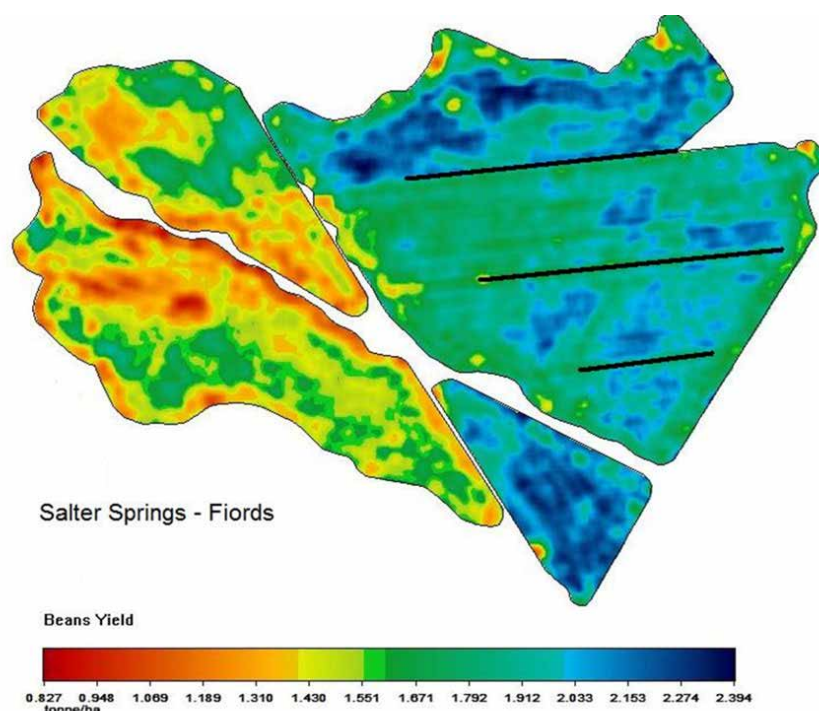 Salter Springs - Fiords
Beans Yield
0.827 0.948 1.069 1.189 1.310 1.430 1.551 1.671 1.792 1.912 2.033 2.153 2.274 2.394
tonne/ha